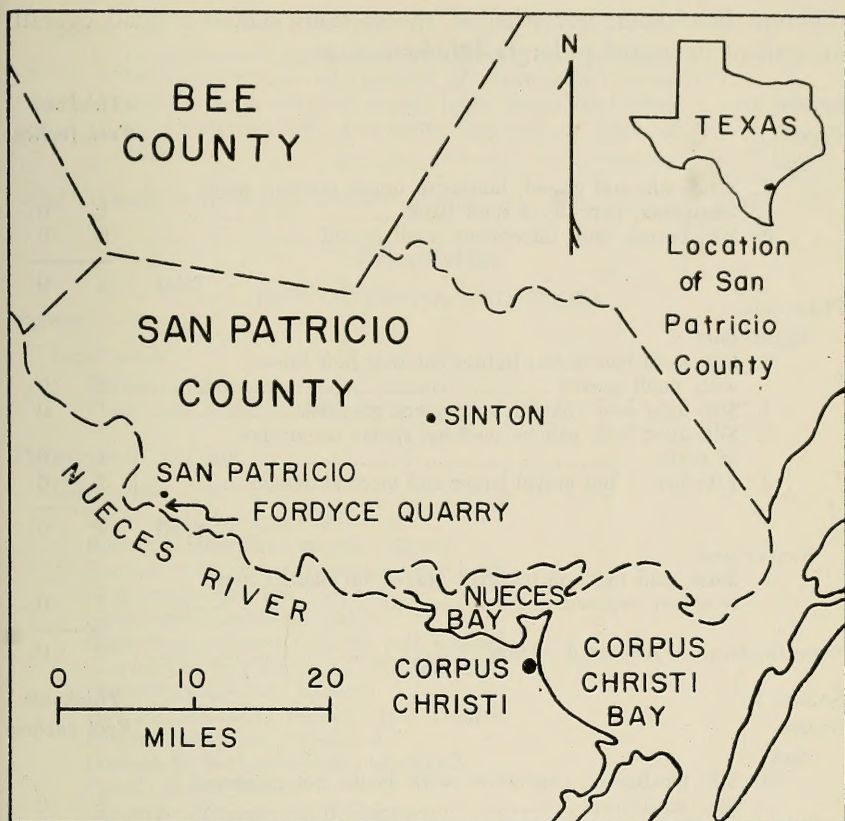 BEE
COUNTY
N
TEXAS
Location
of San
Patricio
County
SAN PATRICIO
COUNTY
SINTON
SAN PATRICIO
FORDYCE QUARRY
NUECES RIVER
NUECES
BAY
CORPUS
CHRISTI
CORPUS
CHRISTI
BAY
0 10 20
MILES